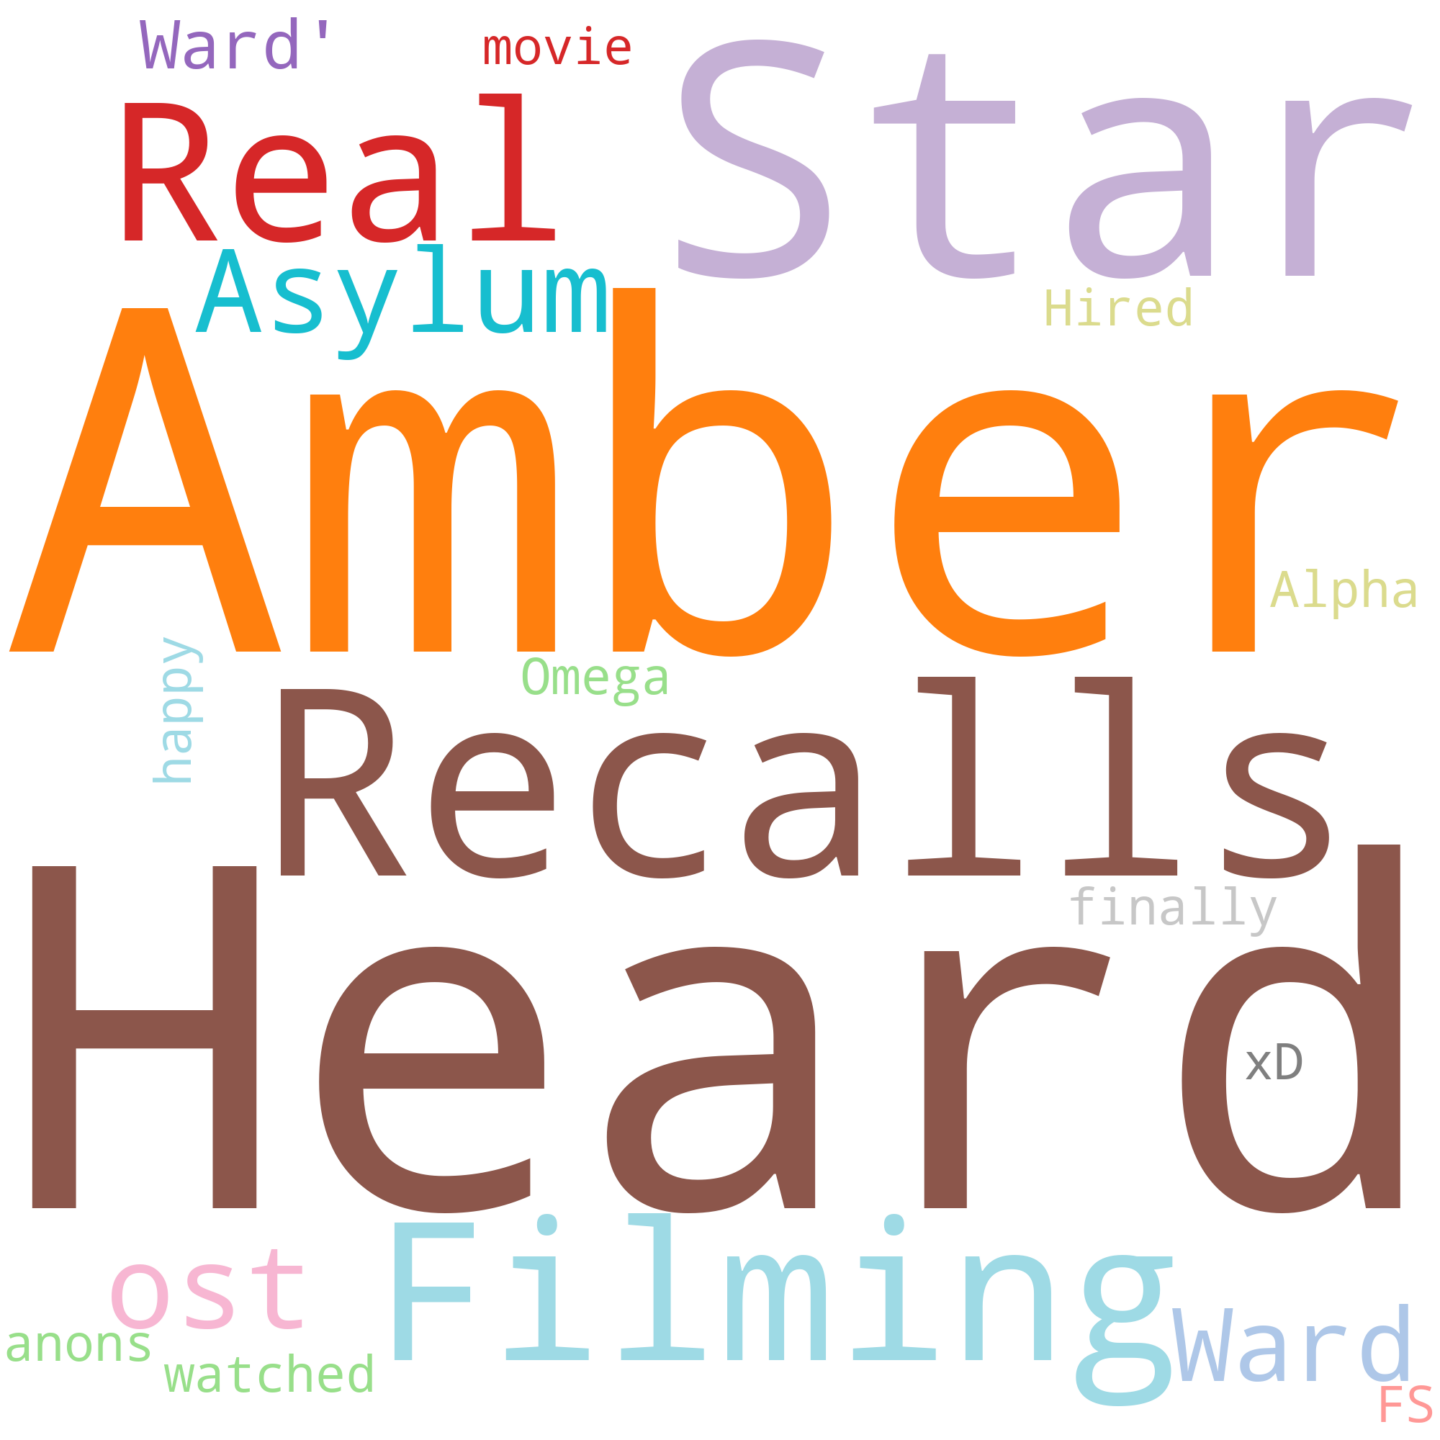 Ward' movie
Real Star
Asylum
Hired
Amber
Alpha
happy
Omega
Recalls
finally
Heard
xD
ost Filming
anons
watched
Ward
FS